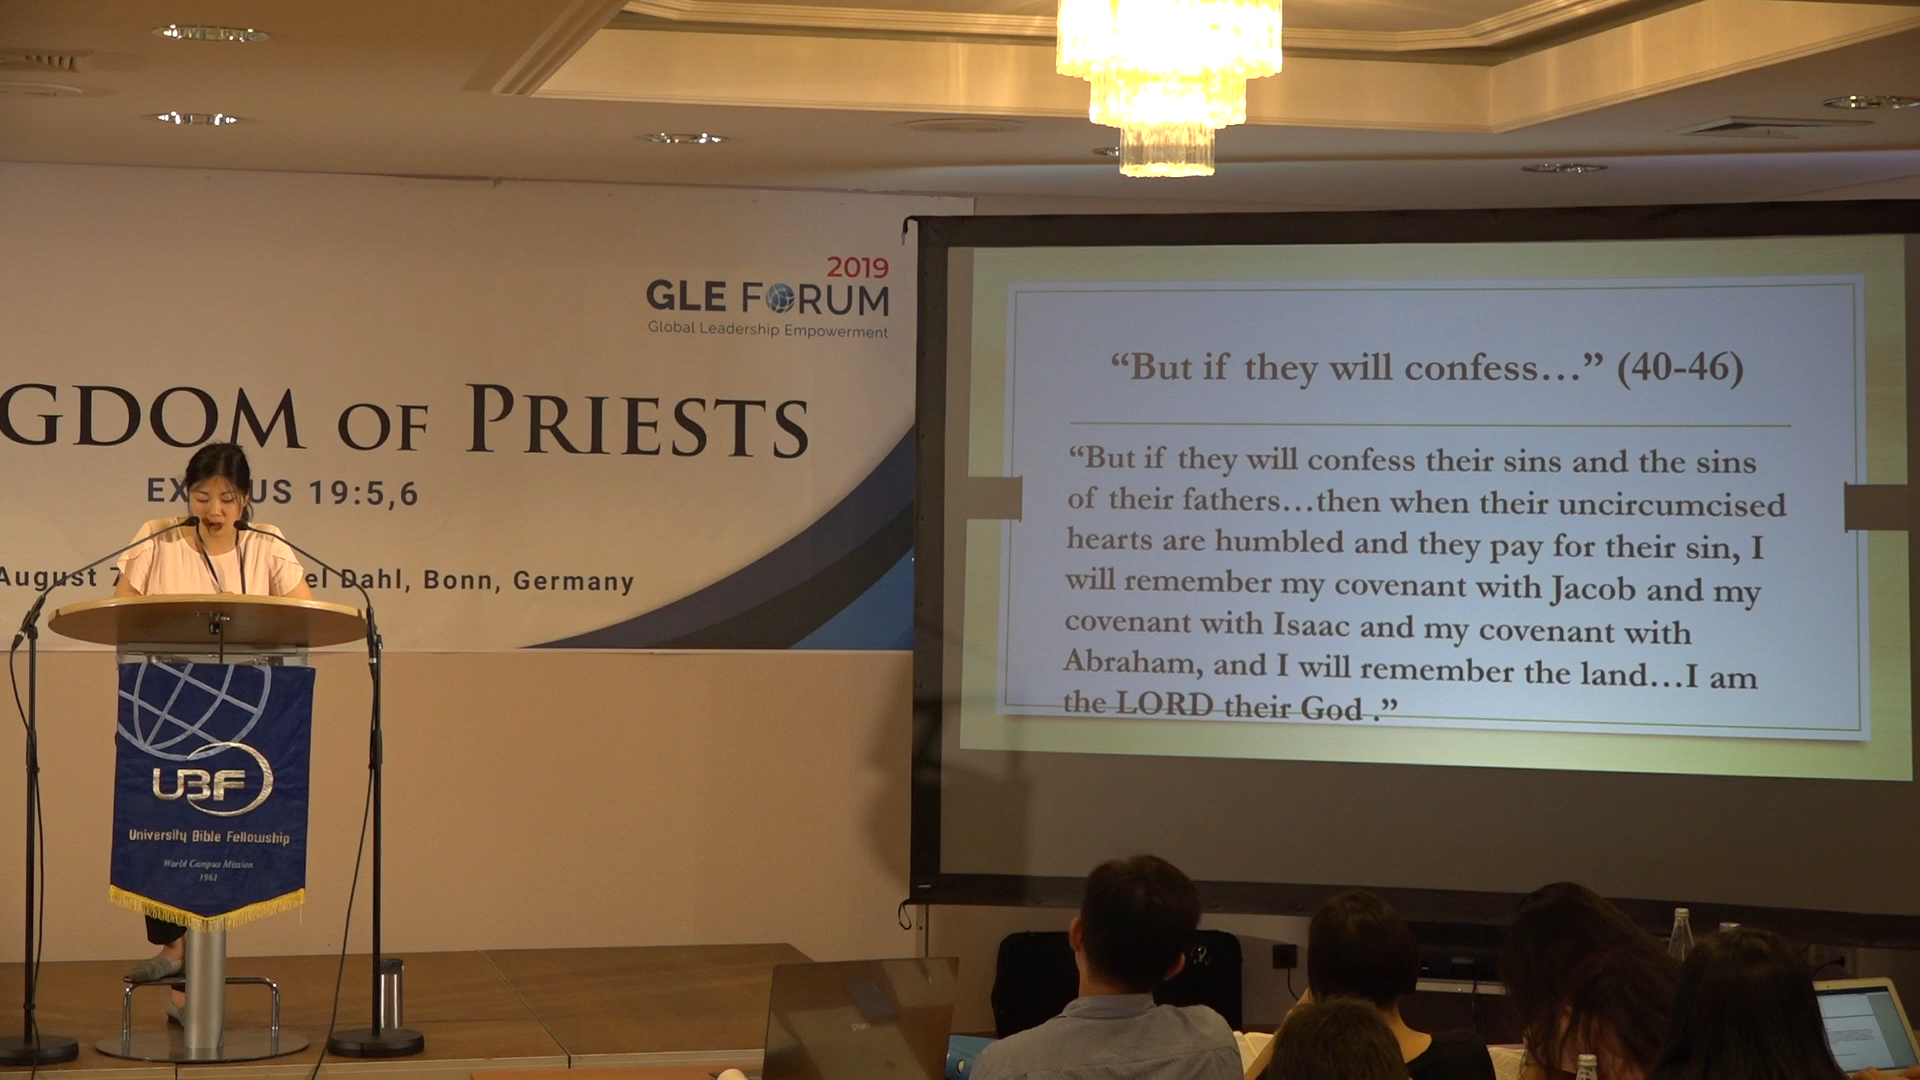 2019
GLE FORUM
Global Leadership Empowerment
GDOM OF PRIESTS
EX US 19:5,6
August 7 el Dahl, Bonn, Germany
UBF
University Bible Fellowship
World Campus Mission
1961
“But if they will confess…” (40-46)
“But if they will confess their sins and the sins
of their fathers…then when their uncircumcised
hearts are humbled and they pay for their sin, I
will remember my covenant with Jacob and my
covenant with Isaac and my covenant with
Abraham, and I will remember the land…I am
the LORD their God .”
gram